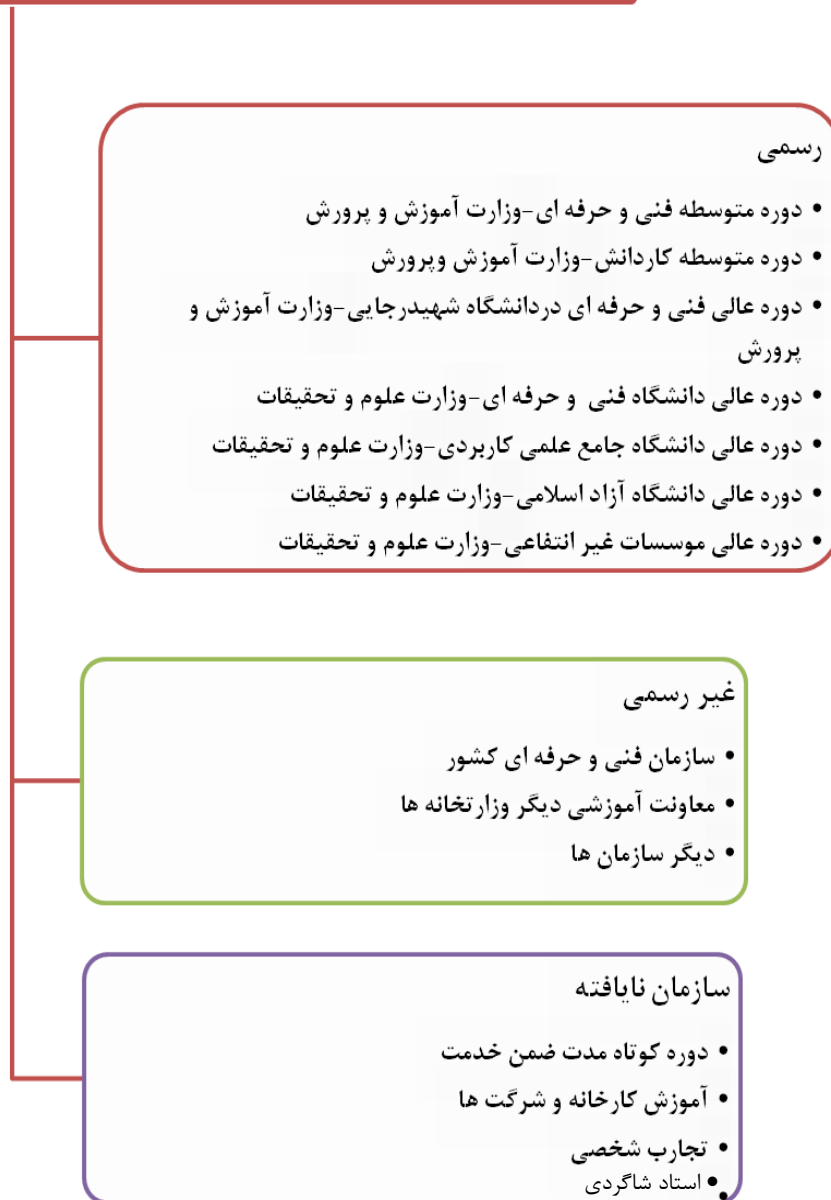 رسمی
• دوره متوسطه فنی و حرفه ای-وزارت آموزش و پرورش
• دوره متوسطه کاردانش-وزارت آموزش وپرورش
• دوره عالی فنی و حرفه ای دردانشگاه شهیدرجایی-وزارت آموزش و
پرورش
• دوره عالی دانشگاه فنی و حرفه ای-وزارت علوم و تحقیقات
• دوره عالی دانشگاه جامع علمی کاربردی-وزارت علوم و تحقیقات
• دوره عالی دانشگاه آزاد اسلامی-وزارت علوم و تحقیقات
• دوره عالی موسسات غیر انتفاعی-وزارت علوم و تحقیقات
غیر رسمی
• سازمان فنی و حرفه ای کشور
• معاونت آموزشی دیگر وزارتخانه ها
• دیگر سازمان ها
سازمان نایافته
• دوره کوتاه مدت ضمن خدمت
• آموزش کارخانه و شرگت ها
• تجارب شخصی
• استاد شاگردی